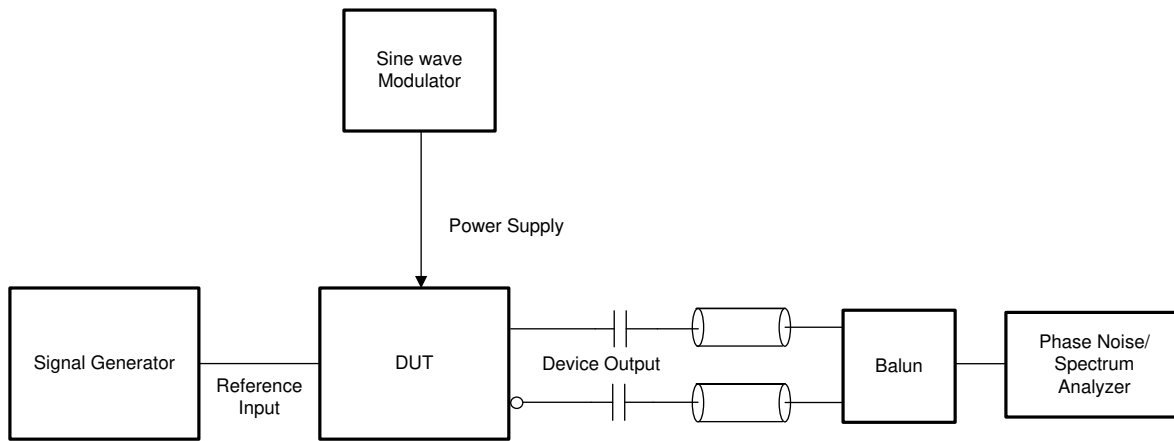 Sine wave
Modulator
Power Supply
Signal Generator
Reference
Input
DUT
Device Output
Balun
Phase Noise/
Spectrum
Analyzer